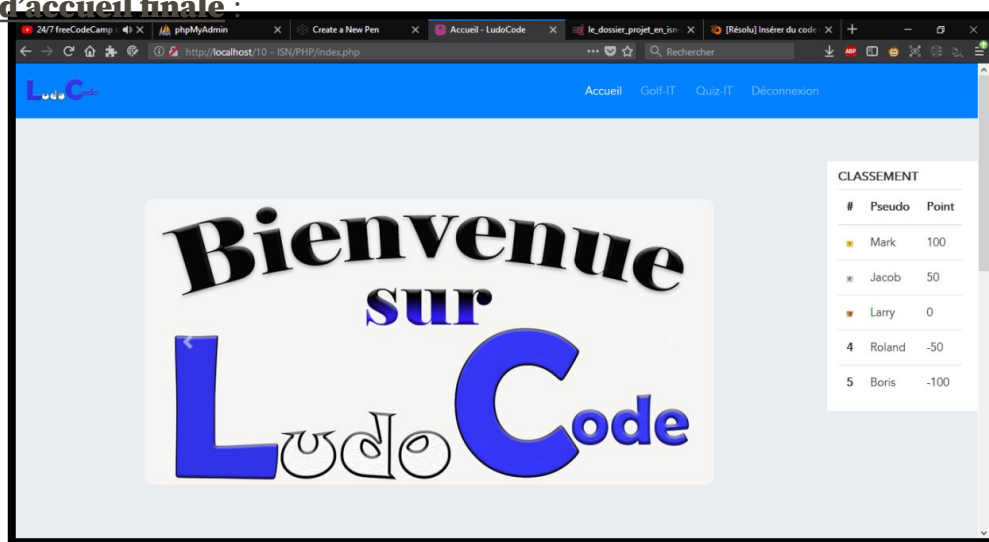 d'accueil finale :
24/7 freeCodeCamp
phpMyAdmin
Create a New Pen
Accueil - LudoCode
le_dossier_projet_en_isn-
[Résolu] Insérer du code
http://localhost/10 - ISN/PHP/index.php
Rechercher
ABP
LudoCode
Accueil Golf-IT Quiz-IT Déconnexion
CLASSEMENT
# Pseudo Point
Mark 100
Jacob 50
Larry 0
4 Roland -50
5 Boris -100
Bienvenue
sur
LudoCode